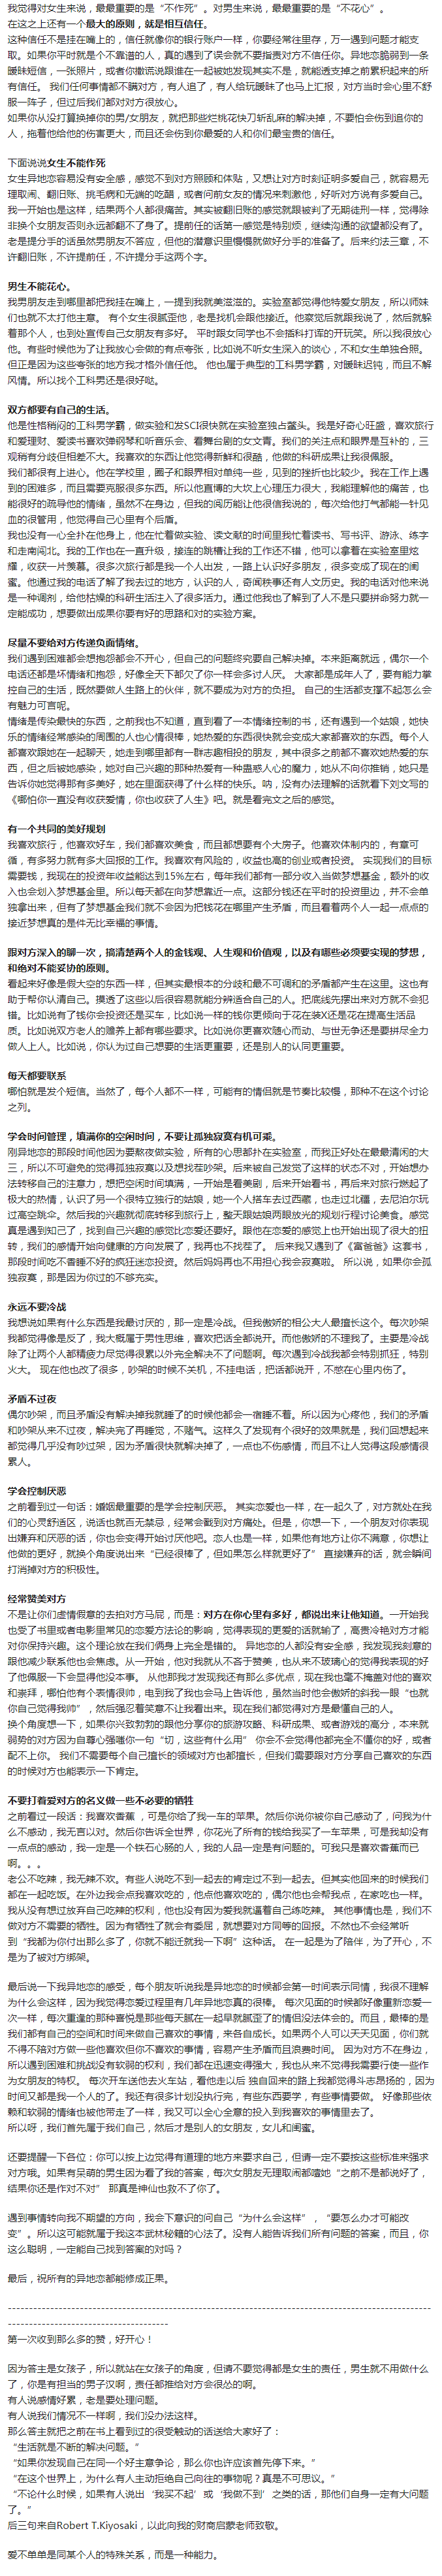 我觉得对女生来说，最最重要的是“不作死”。对男生来说，最最重要的是“不花心”。
在这之上还有一个最大的原则，就是相互信任。
这种信任不是挂在嘴上的，信任就像你的银行账户一样，你要经常往里存，万一遇到问题才能支
取。如果你平时就是个不靠谱的人，真的遇到了误会就不要指责对方不信任你。异地恋脆弱到一条
暧昧短信，一张照片，或者你撒谎说跟谁在一起被她发现其实不是，就能透支掉之前累积起来的所
有信任。 我们任何事情都不瞒对方，有人追了，有人给玩暧昧了也马上汇报，对方当时会心里不舒
服一阵子，但过后我们都对对方很放心。
如果你从没打算换掉你的男/女朋友，就把那些烂桃花快刀斩乱麻的解决掉，不要怕会伤到追你的
人，拖着他给他的伤害更大，而且还会伤到你最爱的人和你们最宝贵的信任。
下面说说女生不能作死
女生异地恋容易没有安全感，感觉不到对方照顾和体贴，又想让对方时刻证明多爱自己，就容易无
理取闹、翻旧账、挑毛病和无端的吃醋，或者问前女友的情况来刺激他，好听对方说有多爱自己。
我一开始也是这样，结果两个人都很痛苦。其实被翻旧账的感觉就跟被判了无期徒刑一样，觉得除
非换个女朋友否则永远都翻不了身了。提前任的话第一感觉是特别烦，继续沟通的欲望都没有了。
老是提分手的话虽然男朋友不答应，但他的潜意识里慢慢就做好分手的准备了。后来约法三章，不
许翻旧账，不许提前任，不许提分手这两个字。
男生不能花心。
我男朋友走到哪里都把我挂在嘴上，一提到我就美滋滋的。实验室都觉得他特爱女朋友，所以师妹
们也就不太打他主意。 有个女生很腻歪他，老是找机会跟他接近。他察觉后就跟我说了，然后就躲
着那个人，也到处宣传自己女朋友有多好。 平时跟女同学也不会插科打诨的开玩笑。所以我很放心
他。有些时候他为了让我放心会做的有点夸张，比如说不听女生深入的谈心，不和女生单独合照。
但正是因为这些夸张的地方我才格外信任他。 他也属于典型的工科男学霸，对暧昧迟钝，而且不解
风情。所以找个工科男还是很好哒。
双方都要有自己的生活。
他是性格稍闷的工科男学霸，做实验和发SCI很快就在实验室独占鳌头。我是好奇心旺盛，喜欢旅行
和爱理财、爱读书喜欢弹钢琴和听音乐会、看舞台剧的女文青。我们的关注点和眼界是互补的，三
观稍有分歧但相差不大。我喜欢的东西让他觉得新鲜和很酷，他做的科研成果让我很佩服。
我们都很有上进心。他在学校里，圈子和眼界相对单纯一些，见到的挫折也比较少。我在工作上遇
到的困难多，而且需要克服很多东西。所以他直博的大坎上心理压力很大，我能理解他的痛苦，也
能很好的疏导他的情绪，虽然不在身边，但我的阅历能让他很信我说的，每次给他打气都能一针见
血的很管用，他觉得自己心里有个后盾。
我也没有一心全扑在他身上，他在忙着做实验、读文献的时间里我忙着读书、写书评、游泳、练字
和走南闯北。我的工作也在一直升级，接连的跳槽让我的工作还不错，他可以拿着在实验室里炫
耀，收获一片羡慕。很多次旅行都是我一个人出发，一路上认识好多朋友，很多变成了现在的闺
蜜。他通过我的电话了解了我去过的地方，认识的人，奇闻秩事还有人文历史。我的电话对他来说
是一种调剂，给他枯燥的科研生活注入了很多活力。通过他我也了解到了人不是只要拼命努力就一
定能成功，想要做出成果你要有好的思路和对的实验方案。
尽量不要给对方传递负面情绪。
我们遇到困难都会想抱怨都会不开心，但自己的问题终究要自己解决掉。本来距离就远，偶尔一个
电话还都是坏情绪和抱怨，好像全天下都欠了你一样会多讨人厌。 大家都是成年人了，要有能力掌
控自己的生活，既然要做人生路上的伙伴，就不要成为对方的负担。 自己的生活都支撑不起怎么会
有魅力可言呢。
情绪是传染最快的东西，之前我也不知道，直到看了一本情绪控制的书，还有遇到一个姑娘，她快
乐的情绪经常感染的周围的人也心情很棒，她热爱的东西很快就会变成大家都喜欢的东西。每个人
都喜欢跟她在一起聊天，她走到哪里都有一群志趣相投的朋友，其中很多之前都不喜欢她热爱的东
西，但之后被她感染，她对自己兴趣的那种热爱有一种蛊惑人心的魔力，她从不向你推销，她只是
告诉你她觉得那有多美好，她在里面获得了什么样的快乐。呐，没有办法理解的话就看下刘文写的
《哪怕你一直没有收获爱情，你也收获了人生》吧。就是看完文之后的感觉。
有一个共同的美好规划
我喜欢旅行，他喜欢好车，我们都喜欢美食，而且都想要有个大房子。他喜欢体制内的，有章可
循，有多努力就有多大回报的工作。我喜欢有风险的，收益也高的创业或者投资。 实现我们的目标
需要钱，我现在的投资年收益能达到15%左右，每年我们都有一部分收入当做梦想基金，额外的收
入也会划入梦想基金里。所以每天都在向梦想靠近一点。这部分钱还在平时的投资里边，并不会单
独拿出来，但有了梦想基金我们就不会因为把钱花在哪里产生矛盾，而且看着两个人一起一点点的
接近梦想真的是件无比幸福的事情。
跟对方深入的聊一次，搞清楚两个人的金钱观、人生观和价值观，以及有哪些必须要实现的梦想，
和绝对不能妥协的原则。
看起来好像是很大空的东西一样，但其实最根本的分歧和最不可调和的矛盾都产生在这里。这也有
助于帮你认清自己。摸透了这些以后很容易就能分辨适合自己的人。把底线先摆出来对方就不会犯
错。比如说有了钱你会投资还是买车，比如说一样的钱你更倾向于花在装X还是花在提高生活品
质。比如说双方老人的赡养上都有哪些要求。比如说你更喜欢随心而动、与世无争还是要拼尽全力
做人上人。比如说，你认为过自己想要的生活更重要，还是别人的认同更重要。
每天都要联系
哪怕就是发个短信。当然了，每个人都不一样，可能有的情侣就是节奏比较慢，那种不在这个讨论
之列。
学会时间管理，填满你的空闲时间，不要让孤独寂寞有机可乘。
刚异地恋的那段时间他因为要熬夜做实验，所有的心思都扑在实验室，而我正好处在最最清闲的大
三，所以不可避免的觉得孤独寂寞以及想找茬吵架。后来被自己发觉了这样的状态不对，开始想办
法转移自己的注意力，想把空闲时间填满，一开始是看美剧，后来开始看书，再后来对旅行燃起了
极大的热情，认识了另一个很特立独行的姑娘，她一个人搭车去过西藏，也走过北疆，去尼泊尔玩
过高空跳伞。然后我的兴趣就彻底转移到旅行上，整天跟姑娘两眼放光的规划行程讨论美食。感觉
真是遇到知己了，找到自己兴趣的感觉比恋爱还要好。跟他在恋爱的感觉上也开始出现了很大的扭
转，我们的感情开始向健康的方向发展了，我再也不找茬了。 后来我又遇到了《富爸爸》这套书，
那段时间吃不香睡不好的疯狂迷恋投资。然后妈妈再也不用担心我会寂寞啦。 所以说，如果你会孤
独寂寞，那是因为你过的不够充实。
永远不要冷战
我想说如果有什么东西是我最讨厌的，那一定是冷战。但我傲娇的相公大人最擅长这个。每次吵架
我都觉得像是反了，我大概属于男性思维，喜欢把话全都说开。而他傲娇的不理我了。主要是冷战
除了让两个人都精疲力尽觉得很累以外完全解决不了问题啊。每次遇到冷战我都会特别抓狂，特别
火大。 现在他也改了很多，吵架的时候不关机，不挂电话，把话都说开，不憋在心里内伤了。
矛盾不过夜
偶尔吵架，而且矛盾没有解决掉我就睡了的时候他都会一宿睡不着。所以因为心疼他，我们的矛盾
和吵架从来不过夜，解决完了再睡觉，不赌气。这样久了发现有个很好的效果就是，我们回想起来
都觉得几乎没有吵过架，因为矛盾很快就解决掉了，一点也不伤感情，而且不让人觉得这段感情很
累人。
学会控制厌恶
之前看到过一句话：婚姻最重要的是学会控制厌恶。 其实恋爱也一样，在一起久了，对方就处在我
们的心灵舒适区，说话也就百无禁忌，经常会戳到对方痛处。但是，你想一下，一个朋友对你表现
出嫌弃和厌恶的话，你也会变得开始讨厌他吧。恋人也是一样，如果他有地方让你不满意，你想让
他做的更好，就换个角度说出来“已经很棒了，但如果怎么样就更好了” 直接嫌弃的话，就会瞬间
打消掉对方的积极性。
经常赞美对方
不是让你们虚情假意的去拍对方马屁，而是：对方在你心里有多好，都说出来让他知道。一开始我
也受了书里或者电影里常见的恋爱方法论的影响，觉得表现的更爱的话就输了，高贵冷艳对方才能
对你保持兴趣。这个理论放在我们俩身上完全是错的。 异地恋的人都没有安全感，我发现我刻意的
跟他减少联系他也会焦虑。从一开始，他对我就从不吝于赞美，也从来不玻璃心的觉得我表现的好
了他佩服一下会显得他没本事。 从他那我才发现我还有那么多优点，现在我也毫不掩盖对他的喜欢
和崇拜，哪怕他有个表情很帅，电到我了我也会马上告诉他，虽然当时他会傲娇的斜我一眼“也就
你自己觉得我帅”，然后强忍着笑意不让我看出来。现在我们都觉得对方是最懂自己的人。
换个角度想一下，如果你兴致勃勃的跟他分享你的旅游攻略、科研成果、或者游戏的高分，本来就
弱势的对方因为自尊心强嗤你一句“切，这些有什么用” 你会不会觉得他都完全不懂你的好，或者
配不上你。 我们不需要每个自己擅长的领域对方也都擅长，但我们需要跟对方分享自己喜欢的东西
的时候对方也能表示一下肯定。
不要打着爱对方的名义做一些不必要的牺牲
之前看过一段话：我喜欢香蕉 ，可是你给了我一车的苹果。然后你说你被你自己感动了，问我为什
么不感动，我无言以对。然后你告诉全世界，你花光了所有的钱给我买了一车苹果，可是我却没有
一点点的感动，我一定是一个铁石心肠的人，我的人品一定是有问题的。可我只是喜欢香蕉而已
啊。。。
老公不吃辣，我无辣不欢。有些人说吃不到一起去的肯定过不到一起去。但其实他回来的时候我们
都在一起吃饭。在外边我会点我喜欢吃的，他点他喜欢吃的，偶尔他也会帮我点，在家吃也一样。
我从没有想过放弃自己吃辣的权利，他也没有因为爱我就逼着自己练吃辣。 其他事情也是，我们不
做对方不需要的牺牲。因为有牺牲了就会有委屈，就想要对方同等的回报。不然也不会经常听
到“我都为你付出那么多了，你就不能迁就我一下啊”这种话。 在一起是为了陪伴，为了开心，不
是为了被对方绑架。
最后说一下我异地恋的感受，每个朋友听说我是异地恋的时候都会第一时间表示同情，我很不理解
为什么会这样，因为我觉得恋爱过程里有几年异地恋真的很棒。 每次见面的时候都好像重新恋爱一
次一样，每次重逢的那种喜悦是那些每天腻在一起早就腻歪了的情侣没法体会的。而且，最棒的是
我们都有自己的空间和时间来做自己喜欢的事情，来各自成长。如果两个人可以天天见面，你们就
不得不陪对方做一些他喜欢但你不喜欢的事情，容易产生矛盾而且浪费时间。 因为对方不在身边，
所以遇到困难和挑战没有软弱的权利，我们都在迅速变得强大，我也从来不觉得我需要行使一些作
为女朋友的特权。 每次开车送他去火车站，看他走以后 独自回来的路上我都觉得斗志昂扬的，因为
时间又都是我一个人的了。我还有很多计划没执行完，有些东西要学，有些事情要做。 好像那些依
赖和软弱的情绪也被他带走了一样，我又可以全心全意的投入到我喜欢的事情里去了。
所以呀，我们首先属于我们自己，然后才是别人的女朋友，女儿和闺蜜。
还要提醒一下各位：你可以按上边觉得有道理的地方来要求自己，但请一定不要按这些标准来强求
对方哦。如果有呆萌的男生因为看了我的答案，每次女朋友无理取闹都噎她“之前不是都说好了，
结果你还是作对不对” 那真是神仙也救不了你了。
遇到事情转向我不期望的方向，我会下意识的问自己“为什么会这样”，“要怎么办才可能改
变”。所以这可能就属于我这本武林秘籍的心法了。没有人能告诉我们所有问题的答案，而且，你
这么聪明，一定能自己找到答案的对吗？
最后，祝所有的异地恋都能修成正果。
第一次收到那么多的赞，好开心！
因为答主是女孩子，所以就站在女孩子的角度，但请不要觉得都是女生的责任，男生就不用做什么
了，你是有担当的男子汉啊，责任都推给对方会很怂的啊。
有人说感情好累，老是要处理问题。
有人说我们情况不一样啊，我们没办法这样。
那么答主就把之前在书上看到过的很受触动的话送给大家好了：
“生活就是不断的解决问题。”
“如果你发现自己在同一个好主意争论，那么你也许应该首先停下来。”
“在这个世界上，为什么有人主动拒绝自己向往的事物呢？真是不可思议。”
“不论什么时候，如果有人说出‘我买不起’或‘我做不到’之类的话，那他们自身一定有大问题
了。”
后三句来自Robert T.Kiyosaki，以此向我的财商启蒙老师致敬。
爱不单单是同某个人的特殊关系，而是一种能力。